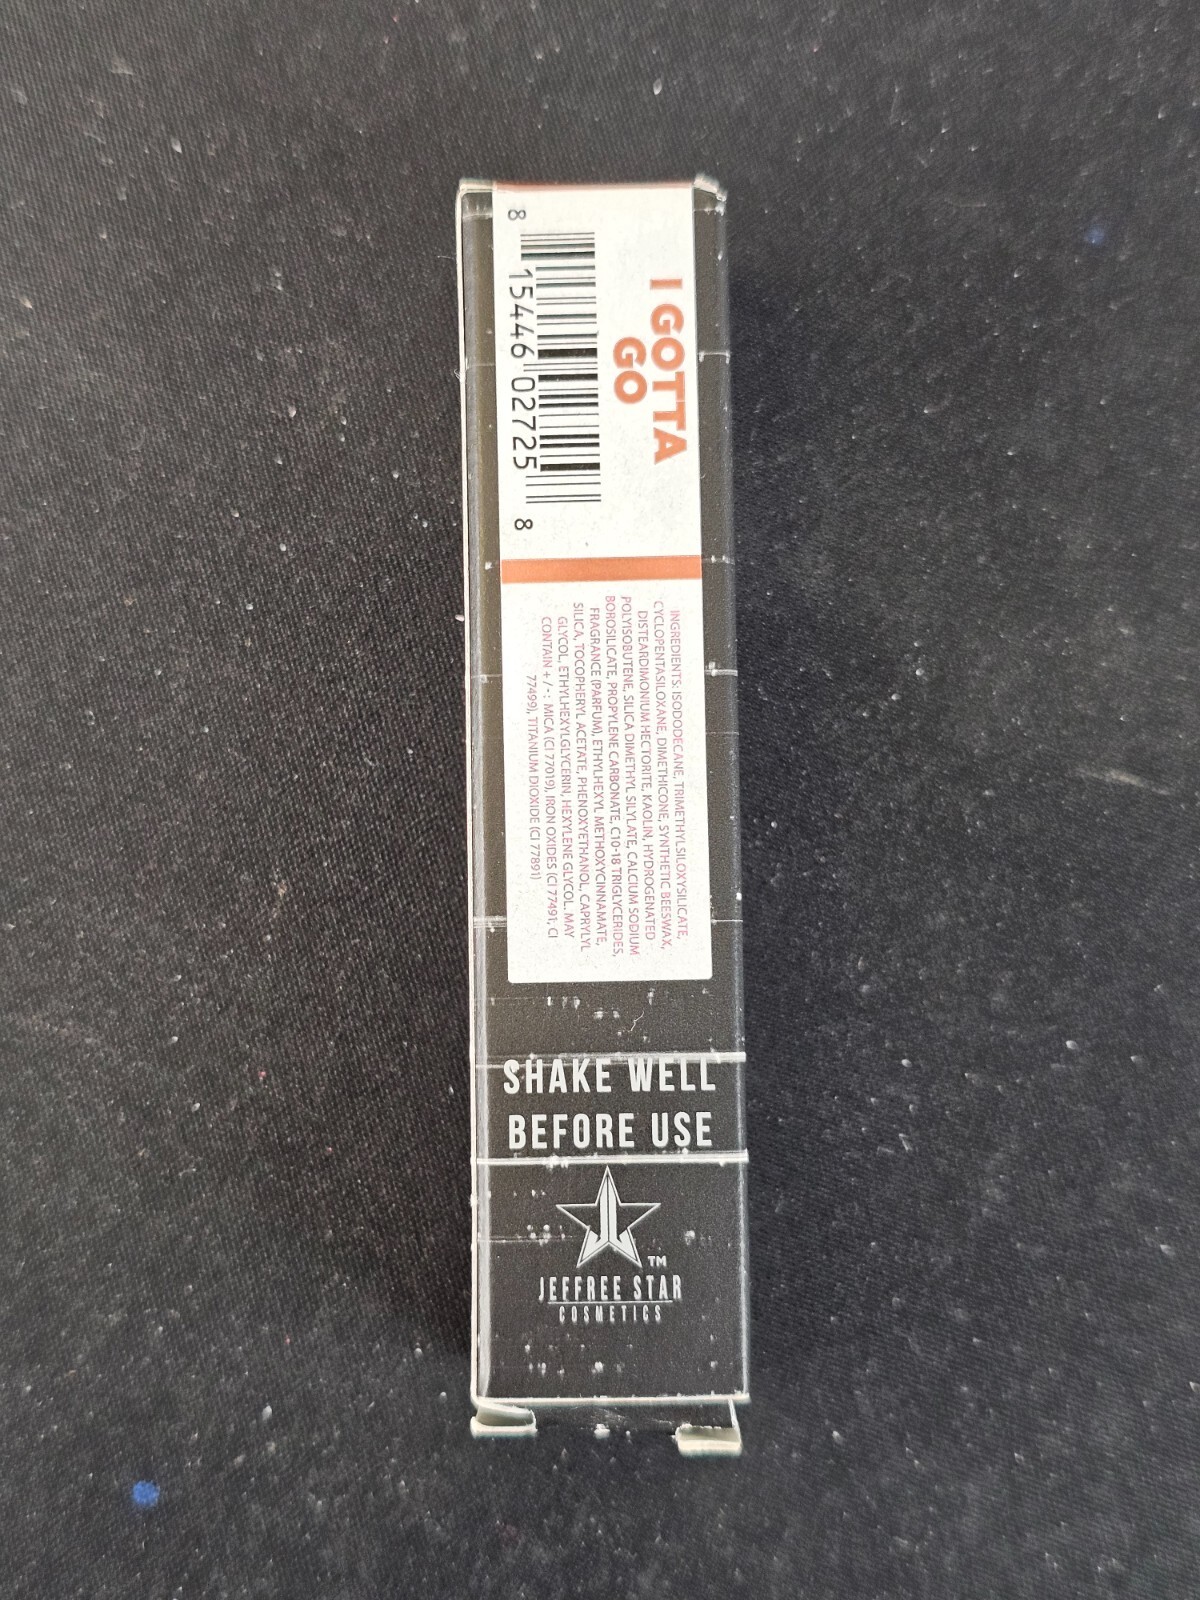 I GOTTA
GO
8 15446 02725 8
INGREDIENTS: ISODODECANE, TRIMETHYLSILOXYSILICATE,
CYCLOPENTASILOXANE, DIMETHICONE, SYNTHETIC BEESWAX,
DISTEARDIMONIUM HECTORITE, KAOLIN, HYDROGENATED
POLYISOBUTENE, SILICA DIMETHYL SILYLATE, CALCIUM SODIUM
BOROSILICATE, PROPYLENE CARBONATE, C10-18 TRIGLYCERIDES,
FRAGRANCE (PARFUM), ETHYLHEXYL METHOXYCINNAMATE,
SILICA, TOCOPHERYL ACETATE, PHENOXYETHANOL, CAPRYLYL
GLYCOL, ETHYLHEXYLGLYCERIN, HEXYLENE GLYCOL. MAY
CONTAIN +/-: MICA (CI 77019), IRON OXIDES (CI 77491, CI
77499), TITANIUM DIOXIDE (CI 77891)
SHAKE WELL
BEFORE USE
TM
JEFFREE STAR
COSMETICS